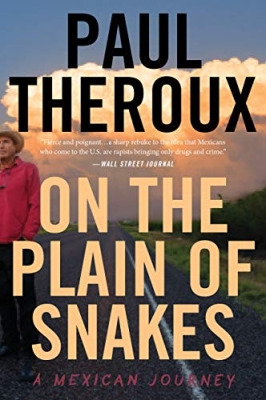 PAUL
THEROUX
"Fierce and poignant... a sharp rebuke to the idea that Mexicans
who come to the U.S. are rapists bringing only drugs and crime."
—WALL STREET JOURNAL
ON THE
PLAIN OF
SNAKES
A MEXICAN JOURNEY